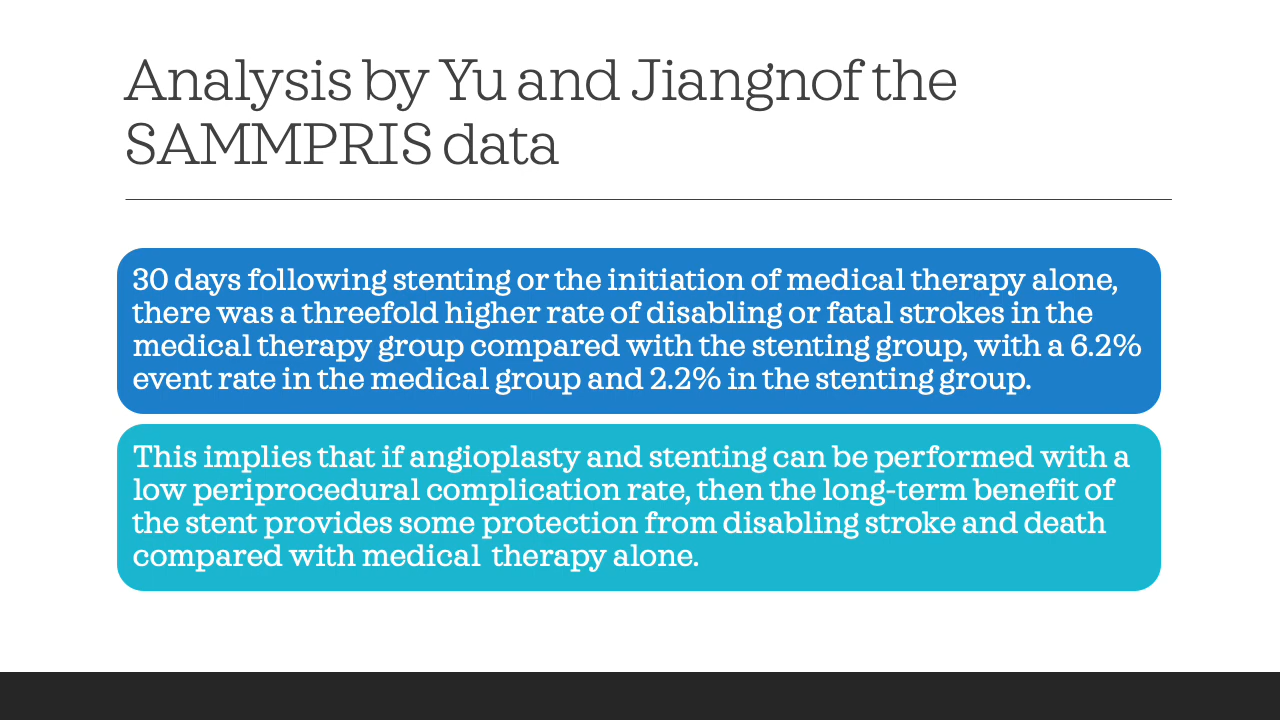 Analysis by Yu and Jiangnof the
SAMMPRIS data
30 days following stenting or the initiation of medical therapy alone,
there was a threefold higher rate of disabling or fatal strokes in the
medical therapy group compared with the stenting group, with a 6.2%
event rate in the medical group and 2.2% in the stenting group.
This implies that if angioplasty and stenting can be performed with a
low periprocedural complication rate, then the long-term benefit of
the stent provides some protection from disabling stroke and death
compared with medical  therapy alone.